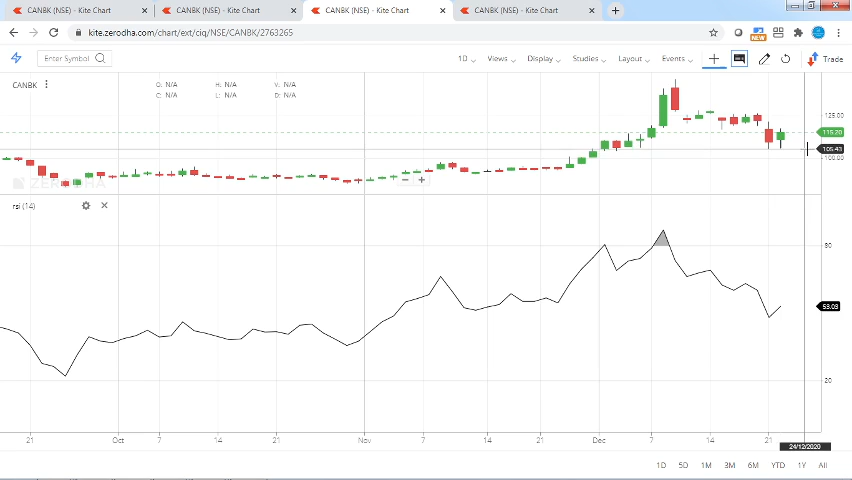 CANBK (NSE) - Kite Chart CANBK (NSE) - Kite Chart CANBK (NSE) - Kite Chart CANBK (NSE) - Kite Chart
kite.zerodha.com/chart/ext/ciq/NSE/CANBK/2763265
NEW
Enter Symbol 1D Views Display Studies Layout Events Trade
CANBK O: N/A H: N/A V: N/A
C: N/A L: N/A D: N/A
125.00
115.20
105.43
100.00
ZERODHA
rsi (14)
80
53.03
20
21 Oct 7 14 21 Nov 7 14 21 Dec 7 14 21
24/12/2020
1D 5D 1M 3M 6M YTD 1Y All